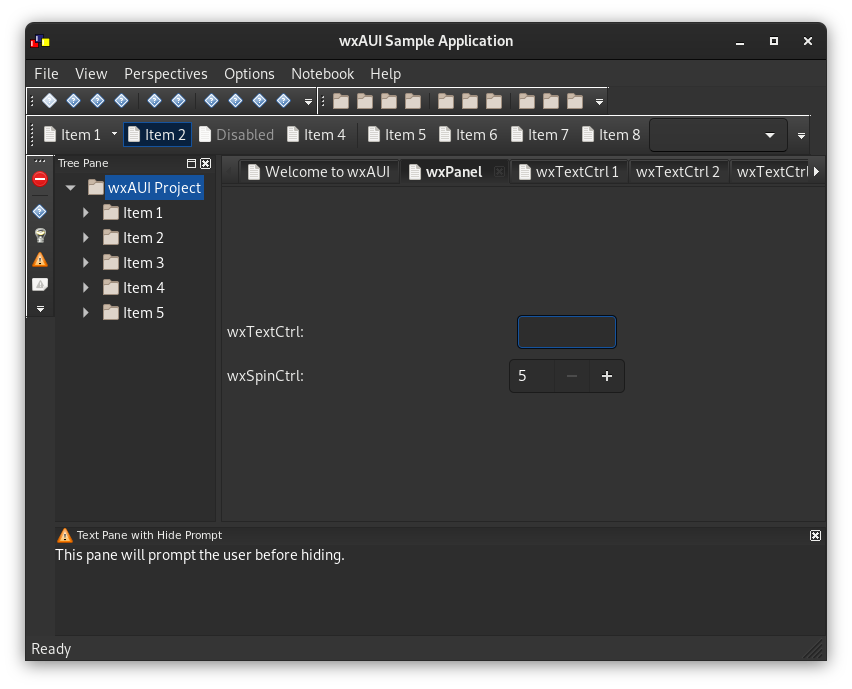 wxAUI Sample Application
File View Perspectives Options Notebook Help
Item 1 Item 2 Disabled Item 4 Item 5 Item 6 Item 7 Item 8
Tree Pane
wxAUI Project
Item 1
Item 2
Item 3
Item 4
Item 5
Welcome to wxAUI wxPanel wxTextCtrl 1 wxTextCtrl 2 wxTextCtrl
wxTextCtrl:
wxSpinCtrl: 5
Text Pane with Hide Prompt
This pane will prompt the user before hiding.
Ready